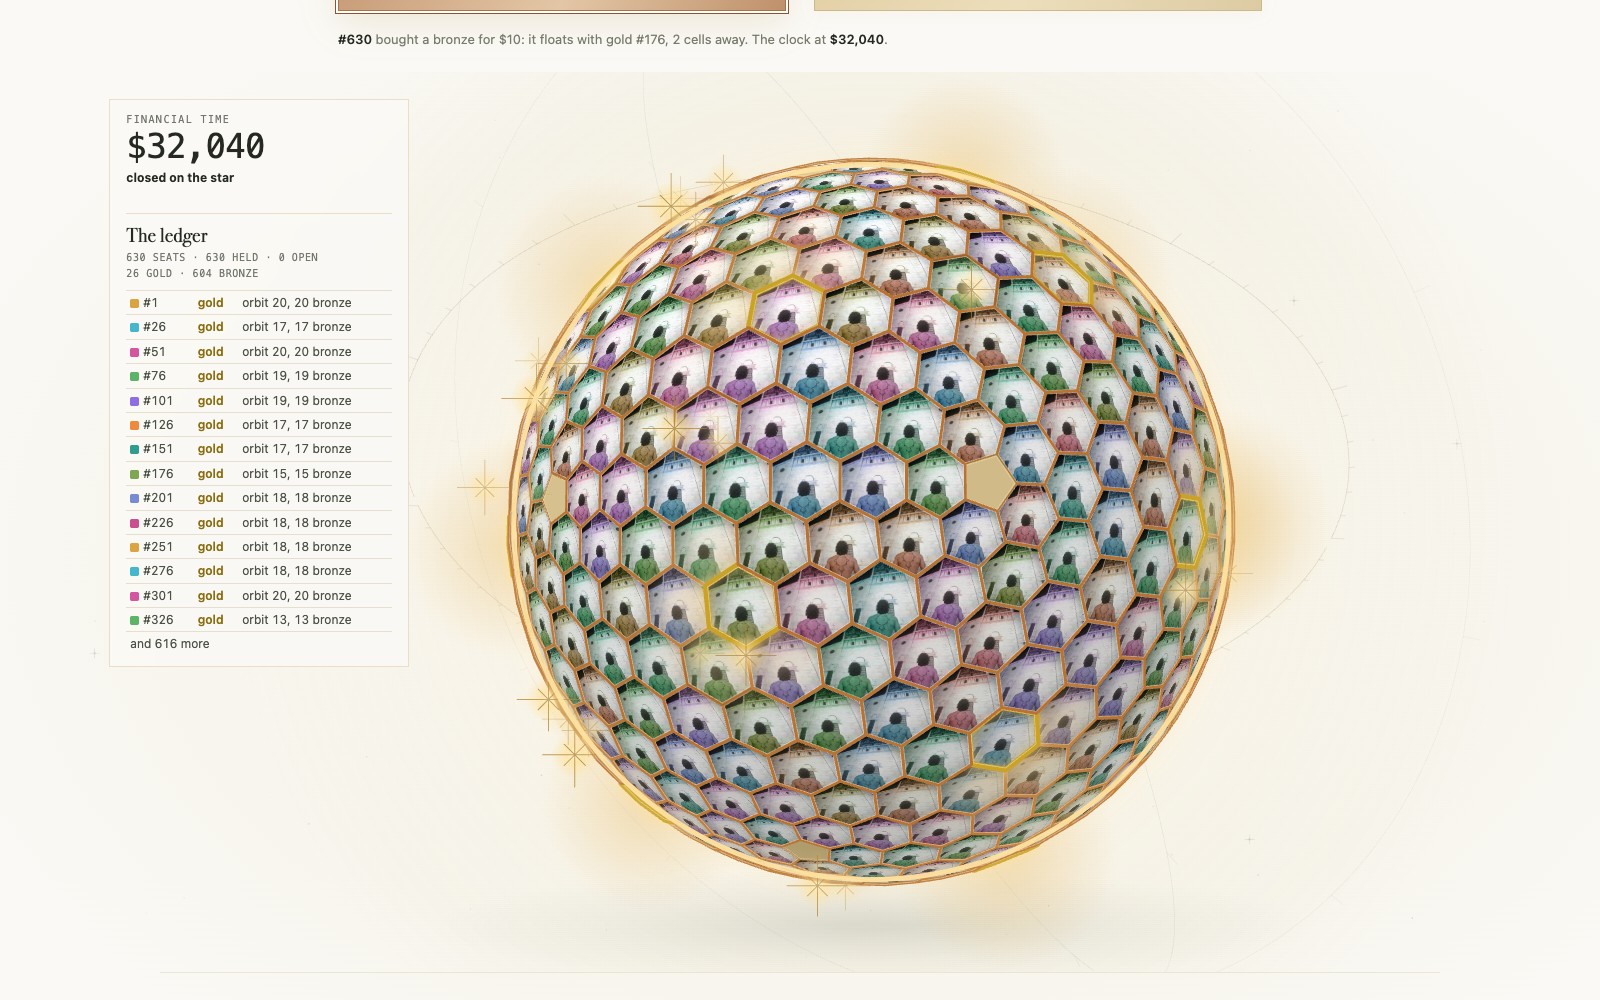 #630 bought a bronze for $10: it floats with gold #176, 2 cells away. The clock at $32,040.
FINANCIAL TIME
$32,040
closed on the star
The ledger
630 SEATS · 630 HELD · 0 OPEN
26 GOLD · 604 BRONZE
#1 gold orbit 20, 20 bronze
#26 gold orbit 17, 17 bronze
#51 gold orbit 20, 20 bronze
#76 gold orbit 19, 19 bronze
#101 gold orbit 19, 19 bronze
#126 gold orbit 17, 17 bronze
#151 gold orbit 17, 17 bronze
#176 gold orbit 15, 15 bronze
#201 gold orbit 18, 18 bronze
#226 gold orbit 18, 18 bronze
#251 gold orbit 18, 18 bronze
#276 gold orbit 18, 18 bronze
#301 gold orbit 20, 20 bronze
#326 gold orbit 13, 13 bronze
and 616 more